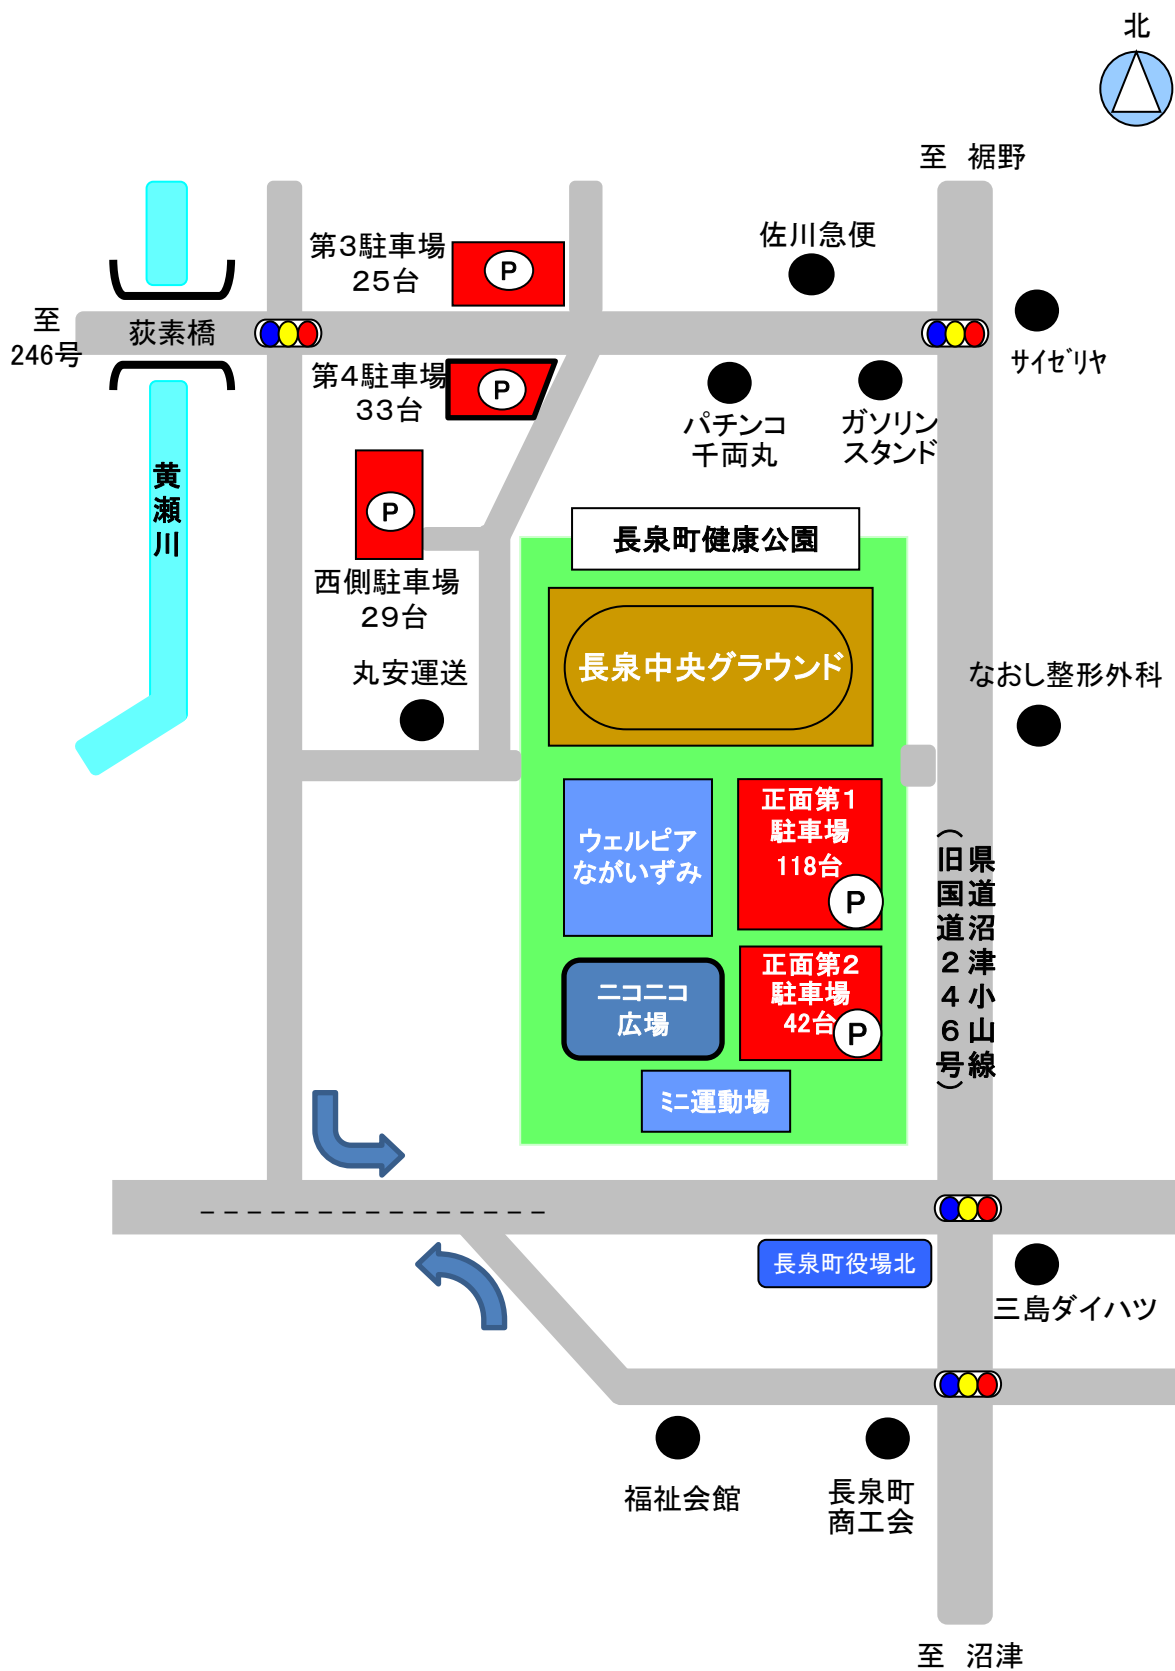 北
至 裾野
佐川急便
第3駐車場
25台
P
至
246号
荻素橋
サイゼリヤ
第4駐車場
33台
P
パチンコ
千両丸
ガソリン
スタンド
黄瀬川
P
西側駐車場
29台
長泉町健康公園
長泉中央グラウンド
丸安運送
なおし整形外科
ウェルピア
ながいずみ
正面第1
駐車場
118台
P
県道沼津小山線
(旧国道246号)
ニコニコ
広場
正面第2
駐車場
42台
P
ミニ運動場
長泉町役場北
三島ダイハツ
福祉会館
長泉町
商工会
至 沼津